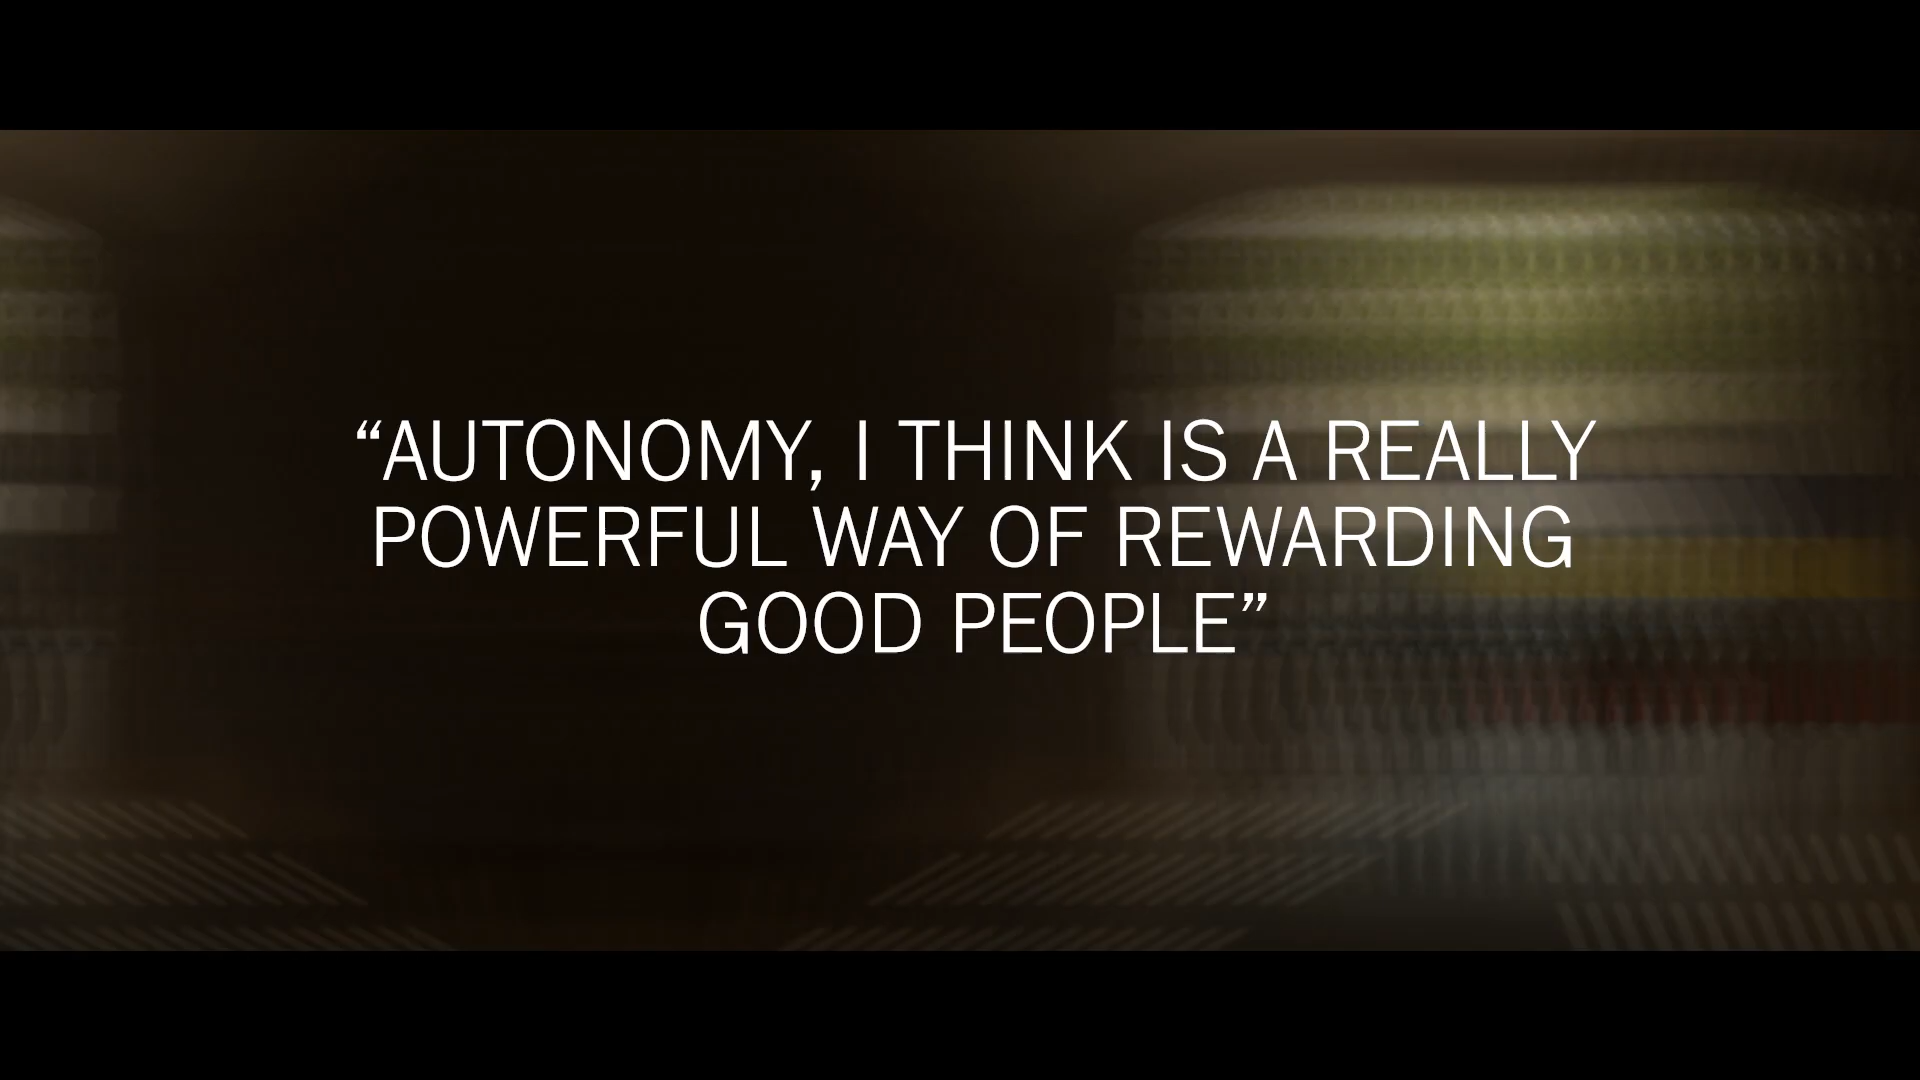 “AUTONOMY, I THINK IS A REALLY
POWERFUL WAY OF REWARDING
GOOD PEOPLE”